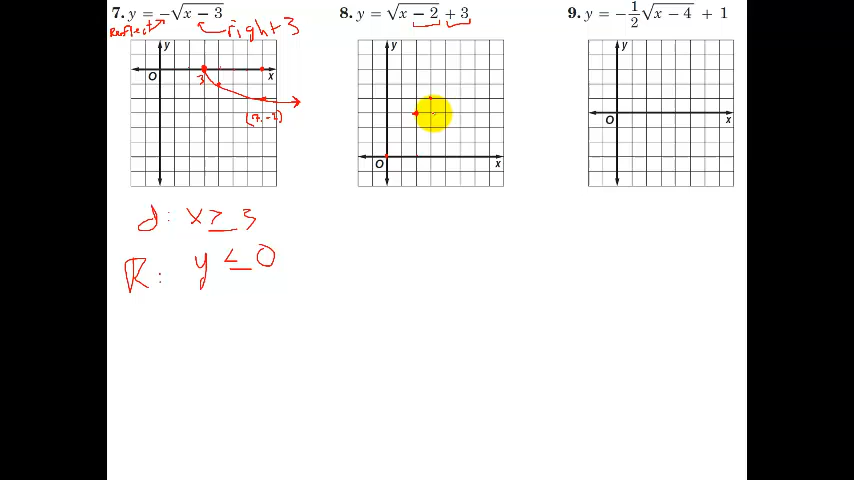 7. y = −√(x − 3)
Reflect
right 3
y
O
x
3
(7,-2)
d: x ≥ 3
R: y ≤ 0
8. y = √(x − 2) + 3
y
O
x
9. y = −1/2√(x − 4) + 1
y
O
x